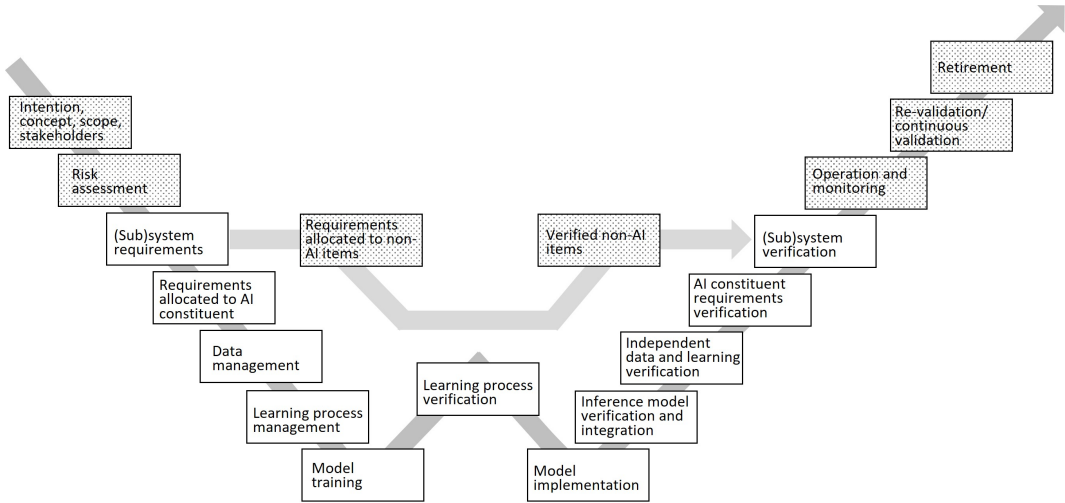 Intention,
concept, scope,
stakeholders
Risk
assessment
(Sub)system
requirements
Requirements
allocated to AI
constituent
Data
management
Learning process
management
Model
training
Learning process
verification
Model
implementation
Inference model
verification and
integration
Independent
data and learning
verification
AI constituent
requirements
verification
(Sub)system
verification
Requirements
allocated to non-
AI items
Verified non-AI
items
Operation and
monitoring
Re-validation/
continuous
validation
Retirement